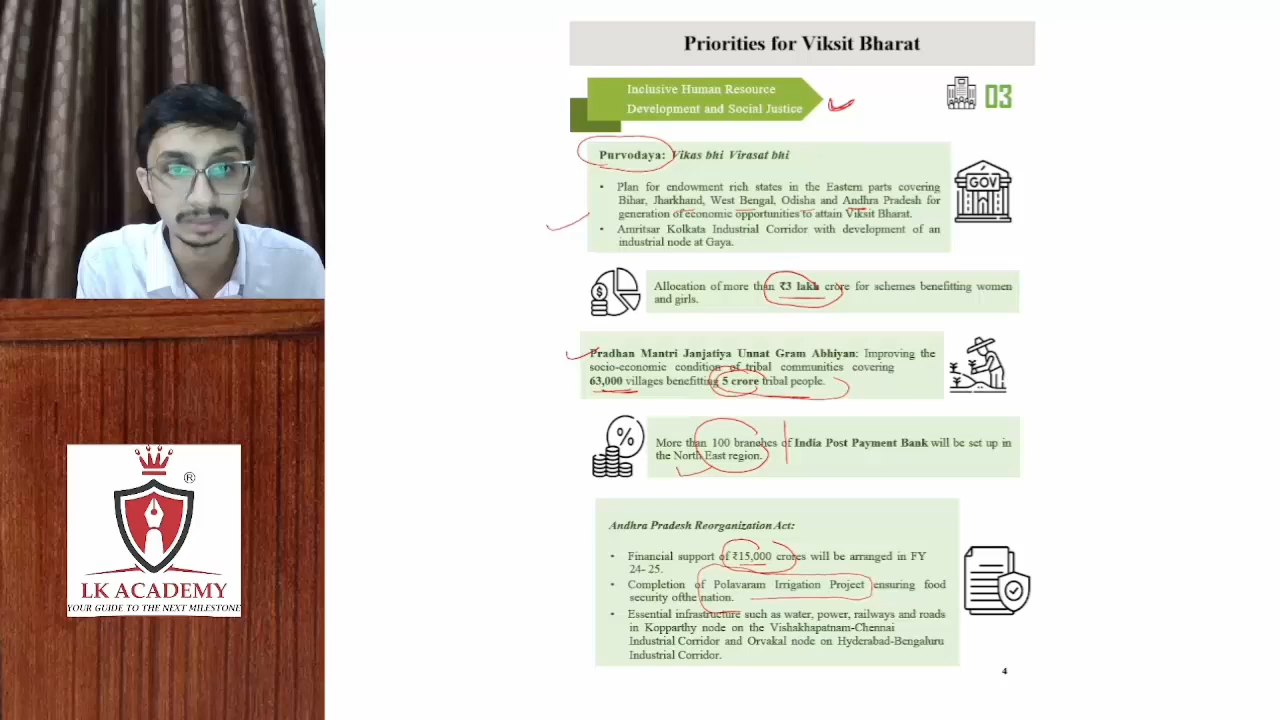 Priorities for Viksit Bharat
Inclusive Human Resource
Development and Social Justice
03
Purvodaya: Vikas bhi Virasat bhi
• Plan for endowment rich states in the Eastern parts covering
Bihar, Jharkhand, West Bengal, Odisha and Andhra Pradesh for
generation of economic opportunities to attain Viksit Bharat.
• Amritsar Kolkata Industrial Corridor with development of an
industrial node at Gaya.
GOV
Allocation of more than ₹3 lakh crore for schemes benefitting women
and girls.
$
Pradhan Mantri Janjatiya Unnat Gram Abhiyan: Improving the
socio-economic condition of tribal communities covering
63,000 villages benefitting 5 crore tribal people.
%
More than 100 branches of India Post Payment Bank will be set up in
the North East region.
Andhra Pradesh Reorganization Act:
• Financial support of ₹15,000 crores will be arranged in FY
24-25.
• Completion of Polavaram Irrigation Project ensuring food
security ofthe nation.
• Essential infrastructure such as water, power, railways and roads
in Kopparthy node on the Vishakhapatnam-Chennai
Industrial Corridor and Orvakal node on Hyderabad-Bengaluru
Industrial Corridor.
4
®
LK ACADEMY
YOUR GUIDE TO THE NEXT MILESTONE